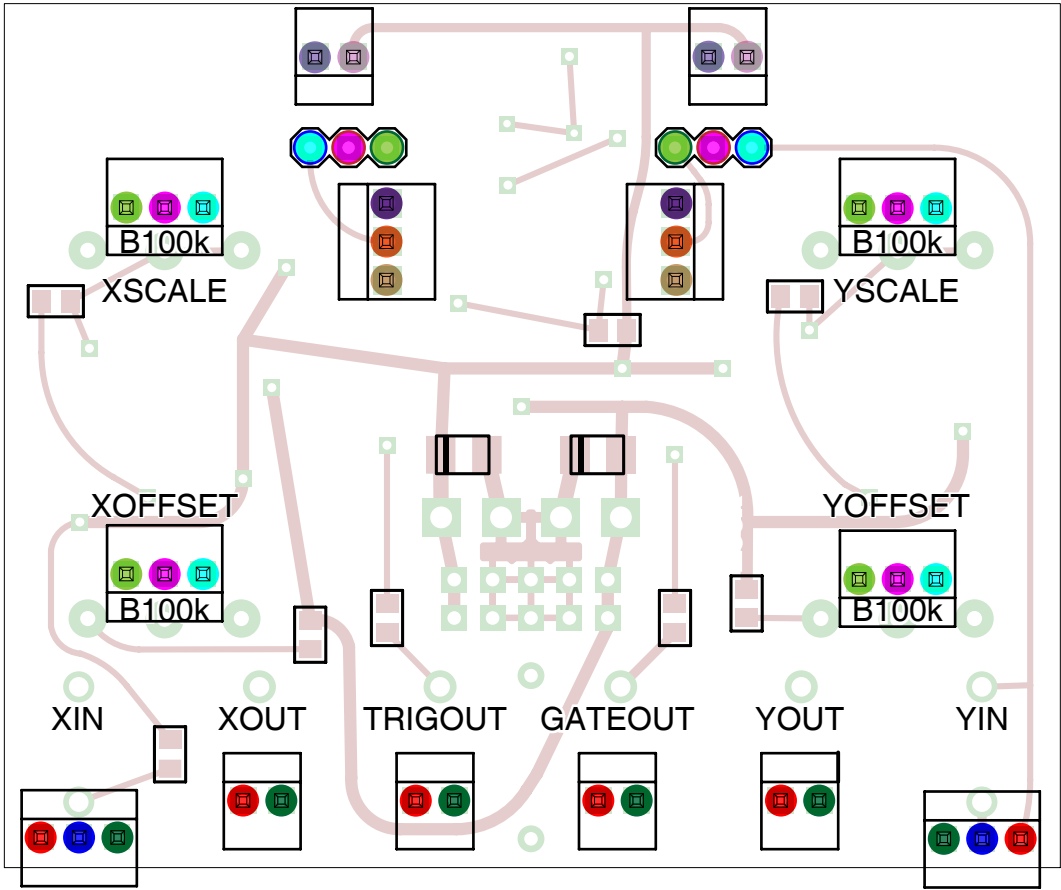 B100k
B100k
XSCALE
YSCALE
XOFFSET
YOFFSET
B100k
B100k
XIN
XOUT
TRIGOUT
GATEOUT
YOUT
YIN